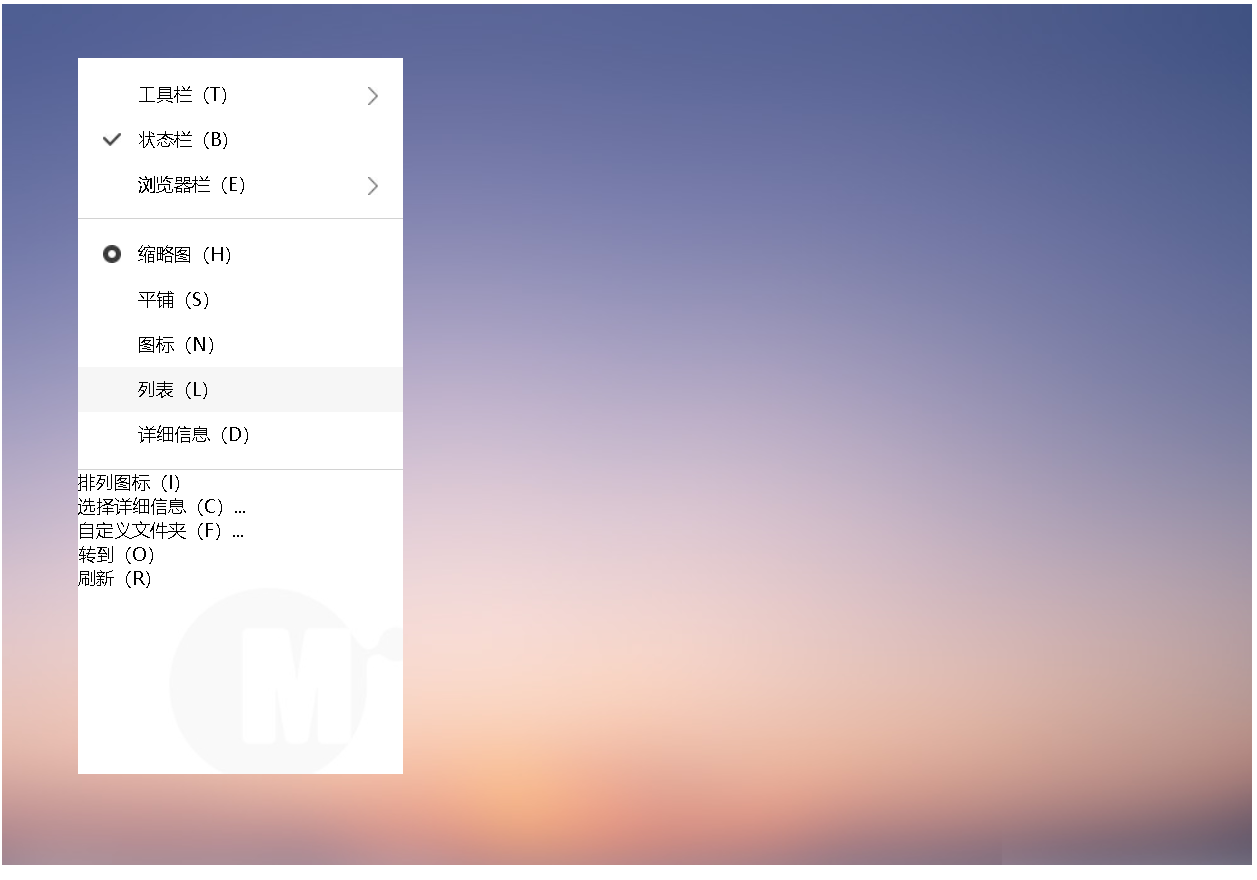 工具栏（T）
状态栏（B）
浏览器栏（E）
缩略图（H）
平铺（S）
图标（N）
列表（L）
详细信息（D）
排列图标（I）
选择详细信息（C）...
自定义文件夹（F）...
转到（O）
刷新（R）
M